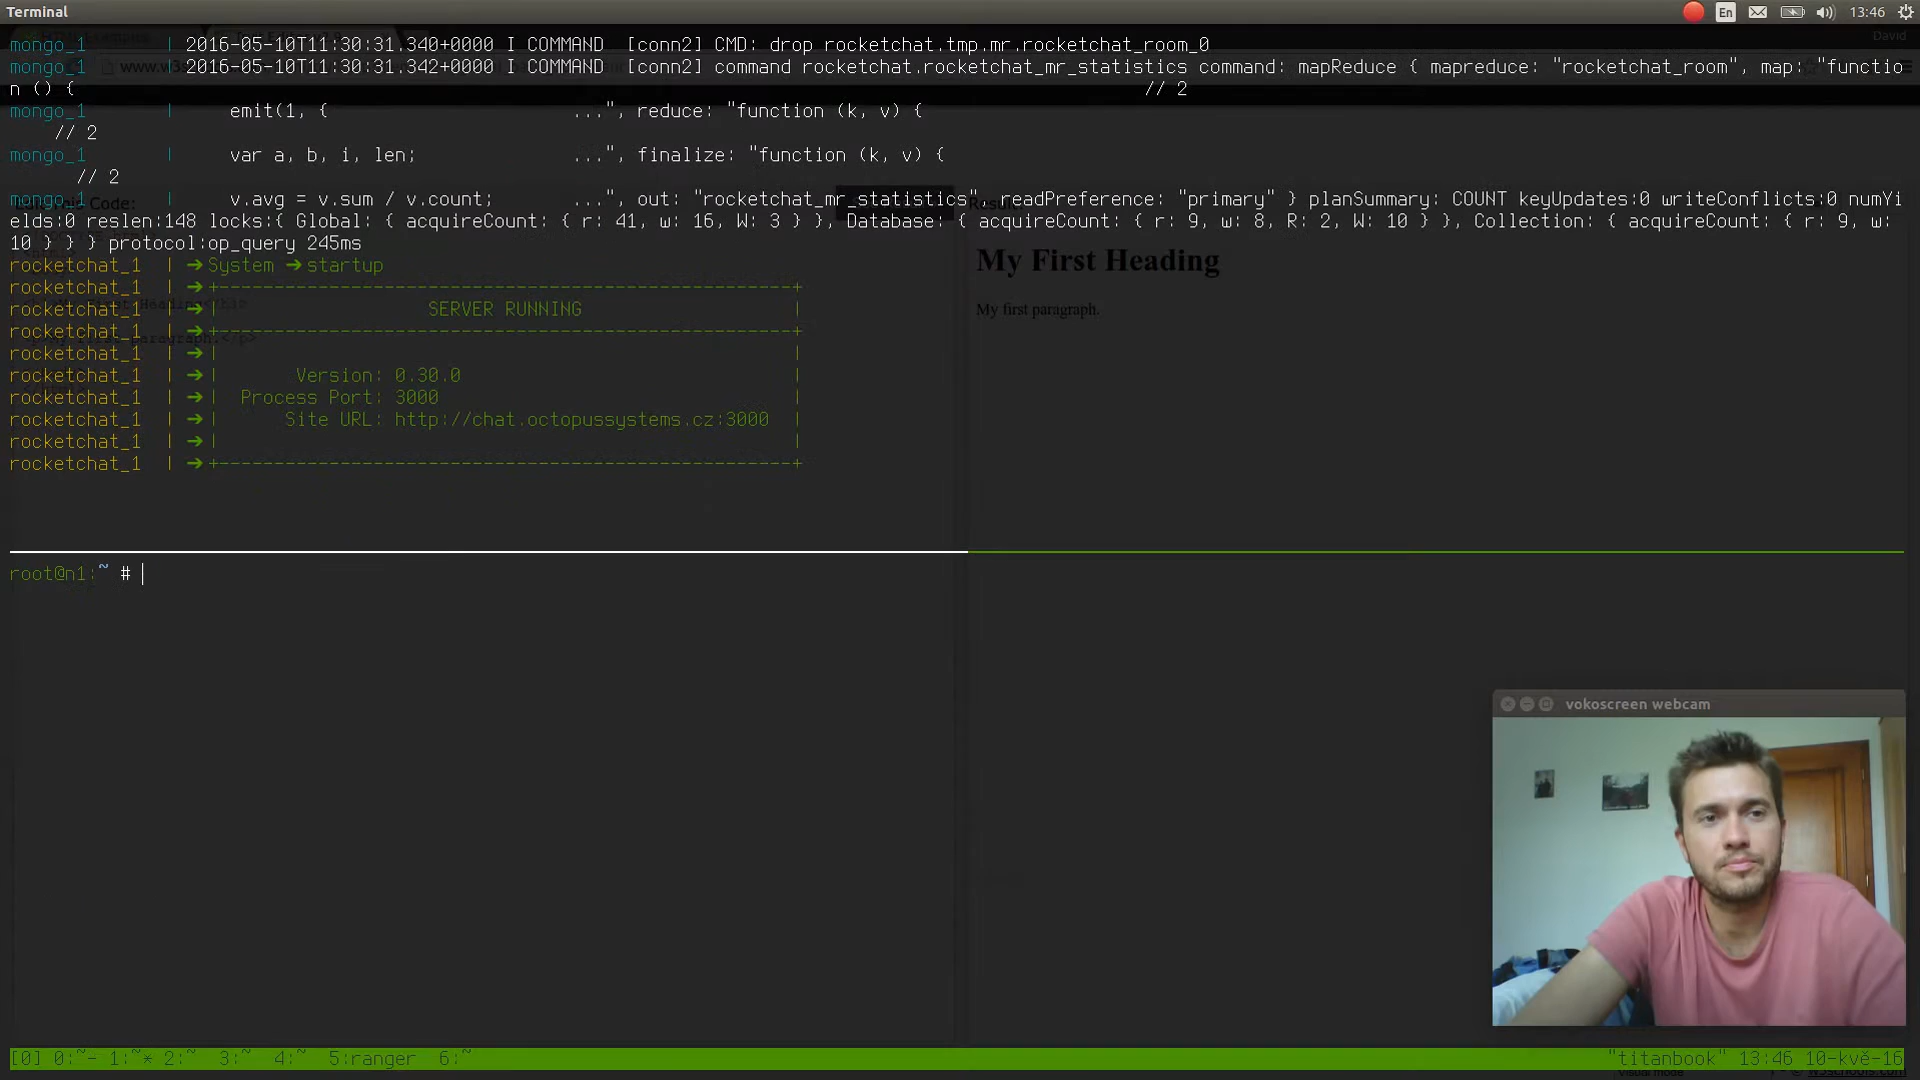 Terminal
En
13:46
David
mongo_1 | 2016-05-10T11:30:31.340+0000 I COMMAND [conn2] CMD: drop rocketchat.tmp.mr.rocketchat_room_0
mongo_1 | 2016-05-10T11:30:31.342+0000 I COMMAND [conn2] command rocketchat.rocketchat_mr_statistics command: mapReduce { mapreduce: "rocketchat_room", map: "functio
n () { // 2
mongo_1 | emit(1, { ...", reduce: "function (k, v) {
// 2
mongo_1 | var a, b, i, len; ...", finalize: "function (k, v) {
// 2
mongo_1 | v.avg = v.sum / v.count; ...", out: "rocketchat_mr_statistics", readPreference: "primary" } planSummary: COUNT keyUpdates:0 writeConflicts:0 numYi
elds:0 reslen:148 locks:{ Global: { acquireCount: { r: 41, w: 16, W: 3 } }, Database: { acquireCount: { r: 9, w: 8, R: 2, W: 10 } }, Collection: { acquireCount: { r: 9, w:
10 } } } protocol:op_query 245ms
rocketchat_1 | ➔ System ➔ startup
rocketchat_1 | ➔ +----------------------------------------------------+
rocketchat_1 | ➔ | SERVER RUNNING |
rocketchat_1 | ➔ +----------------------------------------------------+
rocketchat_1 | ➔ | |
rocketchat_1 | ➔ | Version: 0.30.0 |
rocketchat_1 | ➔ | Process Port: 3000 |
rocketchat_1 | ➔ | Site URL: http://chat.octopussystems.cz:3000 |
rocketchat_1 | ➔ | |
rocketchat_1 | ➔ +----------------------------------------------------+
My First Heading
My first paragraph.
root@n1:~ #
vokoscreen webcam
[0] 0:~- 1:~* 2:~ 3:~ 4:~ 5:ranger 6:~ "titanbook" 13:46 10-kvě-16